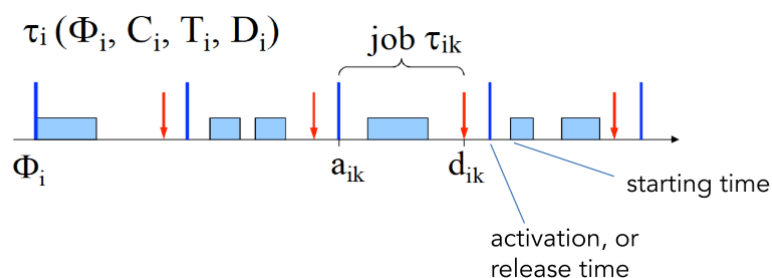 τi (Φi, Ci, Ti, Di)
job τik
Φi
aik
dik
starting time
activation, or
release time